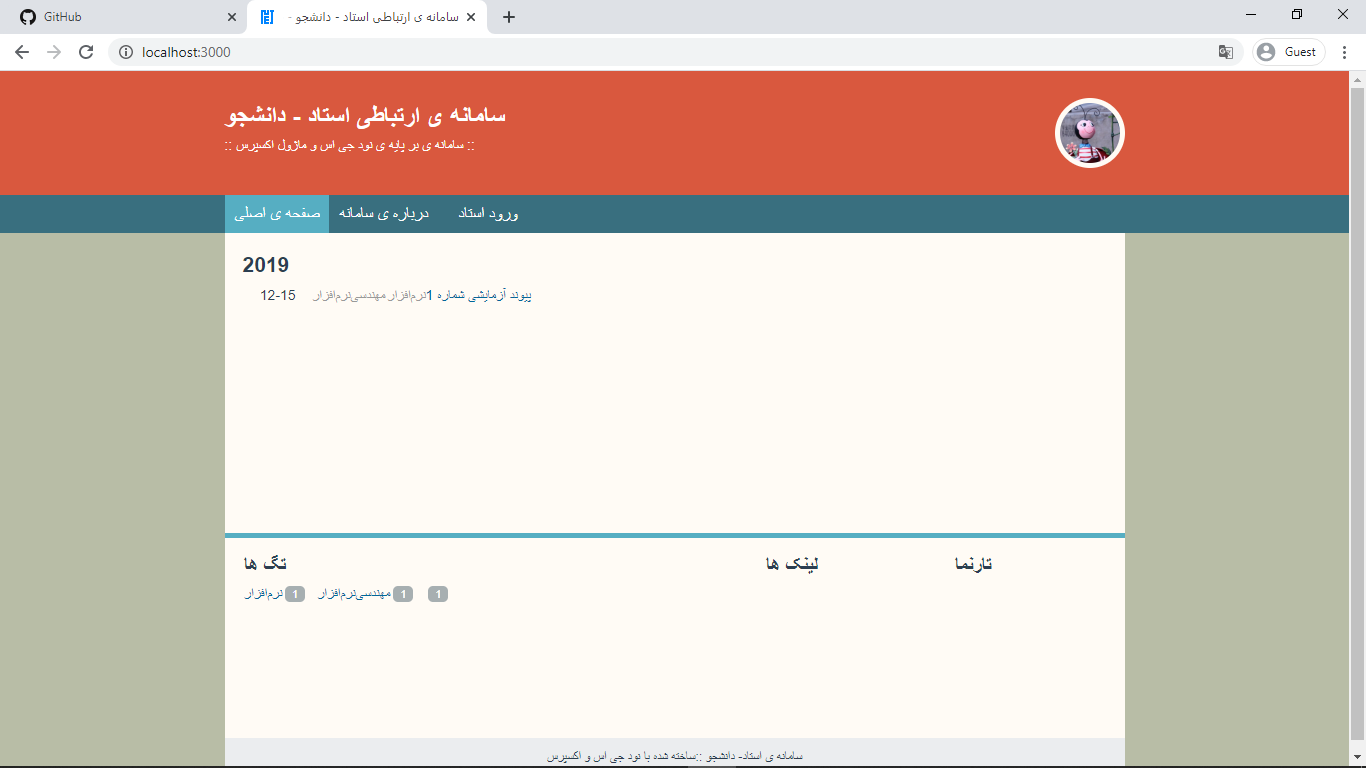 GitHub
سامانه ی ارتباطی استاد - دانشجو -
localhost:3000
Guest
سامانه ی ارتباطی استاد - دانشجو
:: سامانه ی بر پایه ی نود جی اس و ماژول اکسپرس ::
صفحه ی اصلی
درباره ی سامانه
ورود استاد
2019
12-15 پیوند آزمایشی شماره 1 نرم‌افزار مهندسی‌نرم‌افزار
تگ ها
لینک ها
تارنما
نرم‌افزار 1 مهندسی‌نرم‌افزار 1 1
سامانه ی استاد- دانشجو ::ساخته شده با نود جی اس و اکسپرس